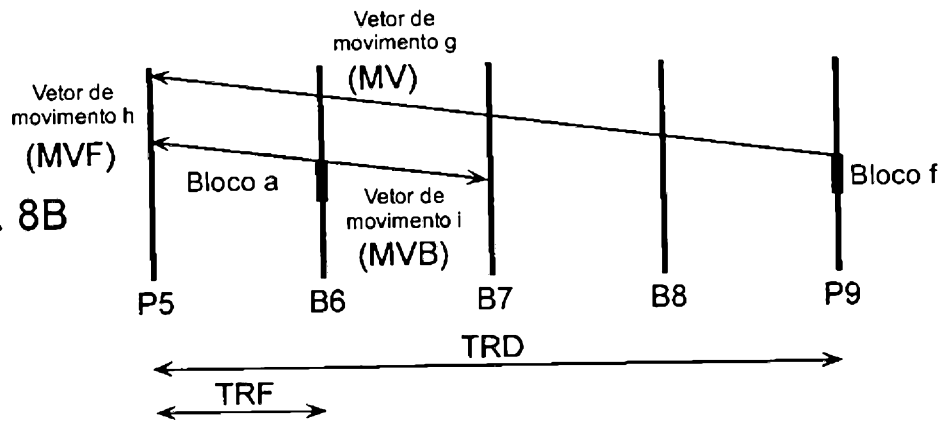 Vetor de
movimento g
(MV)
Vetor de
movimento h
(MVF)
Bloco a
Vetor de
movimento i
(MVB)
Bloco f
. 8B
P5
B6
B7
B8
P9
TRD
TRF